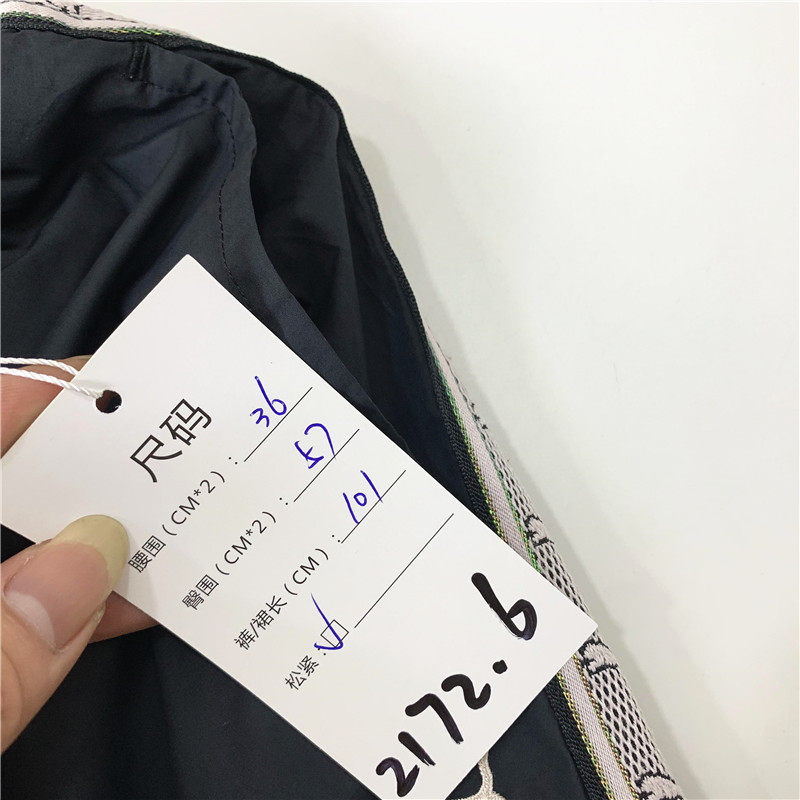 尺码
腰围(CM*2): 36
臀围(CM*2): 57
裤/裙长(CM): 101
松紧: ☑
2172.6